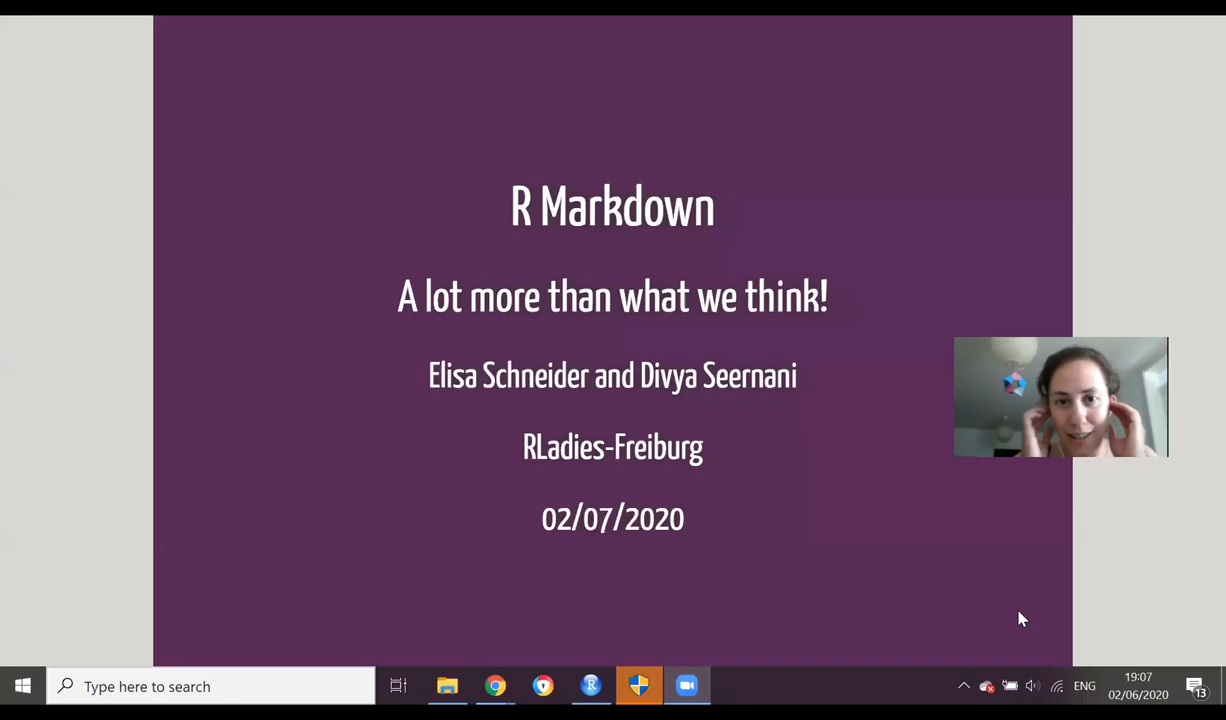 R Markdown
A lot more than what we think!
Elisa Schneider and Divya Seernani
RLadies-Freiburg
02/07/2020
Type here to search
R
ENG
19:07
02/06/2020
13